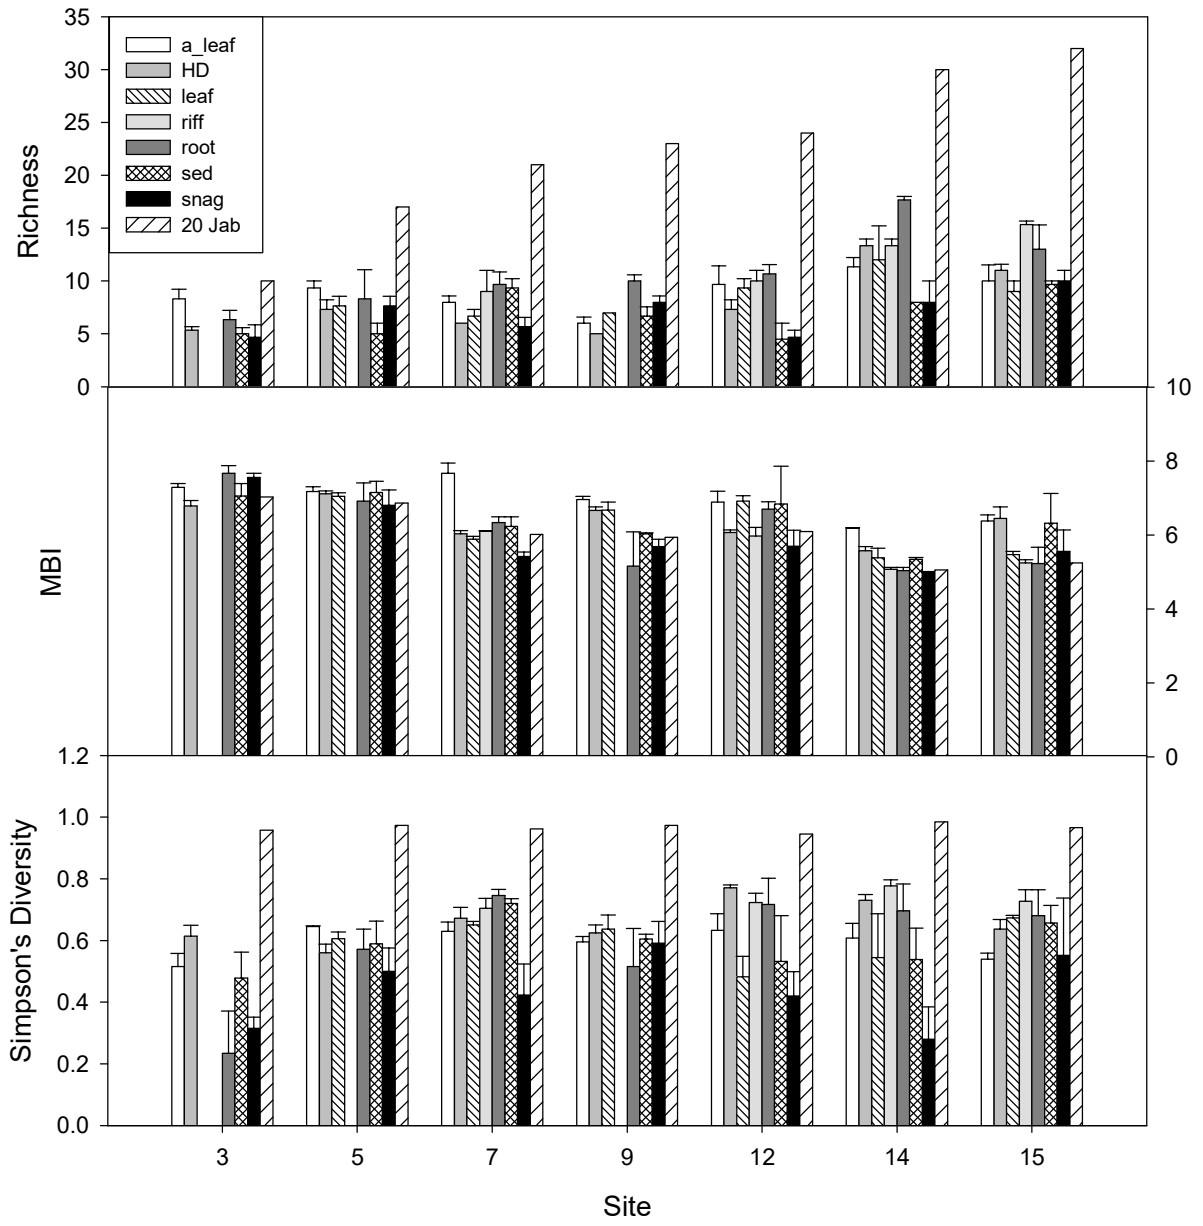 35
30
25
20
15
10
5
0
Richness
a_leaf
HD
leaf
riff
root
sed
snag
20 Jab
MBI
10
8
6
4
2
0
1.2
1.0
0.8
0.6
0.4
0.2
0.0
Simpson's Diversity
3 5 7 9 12 14 15
Site